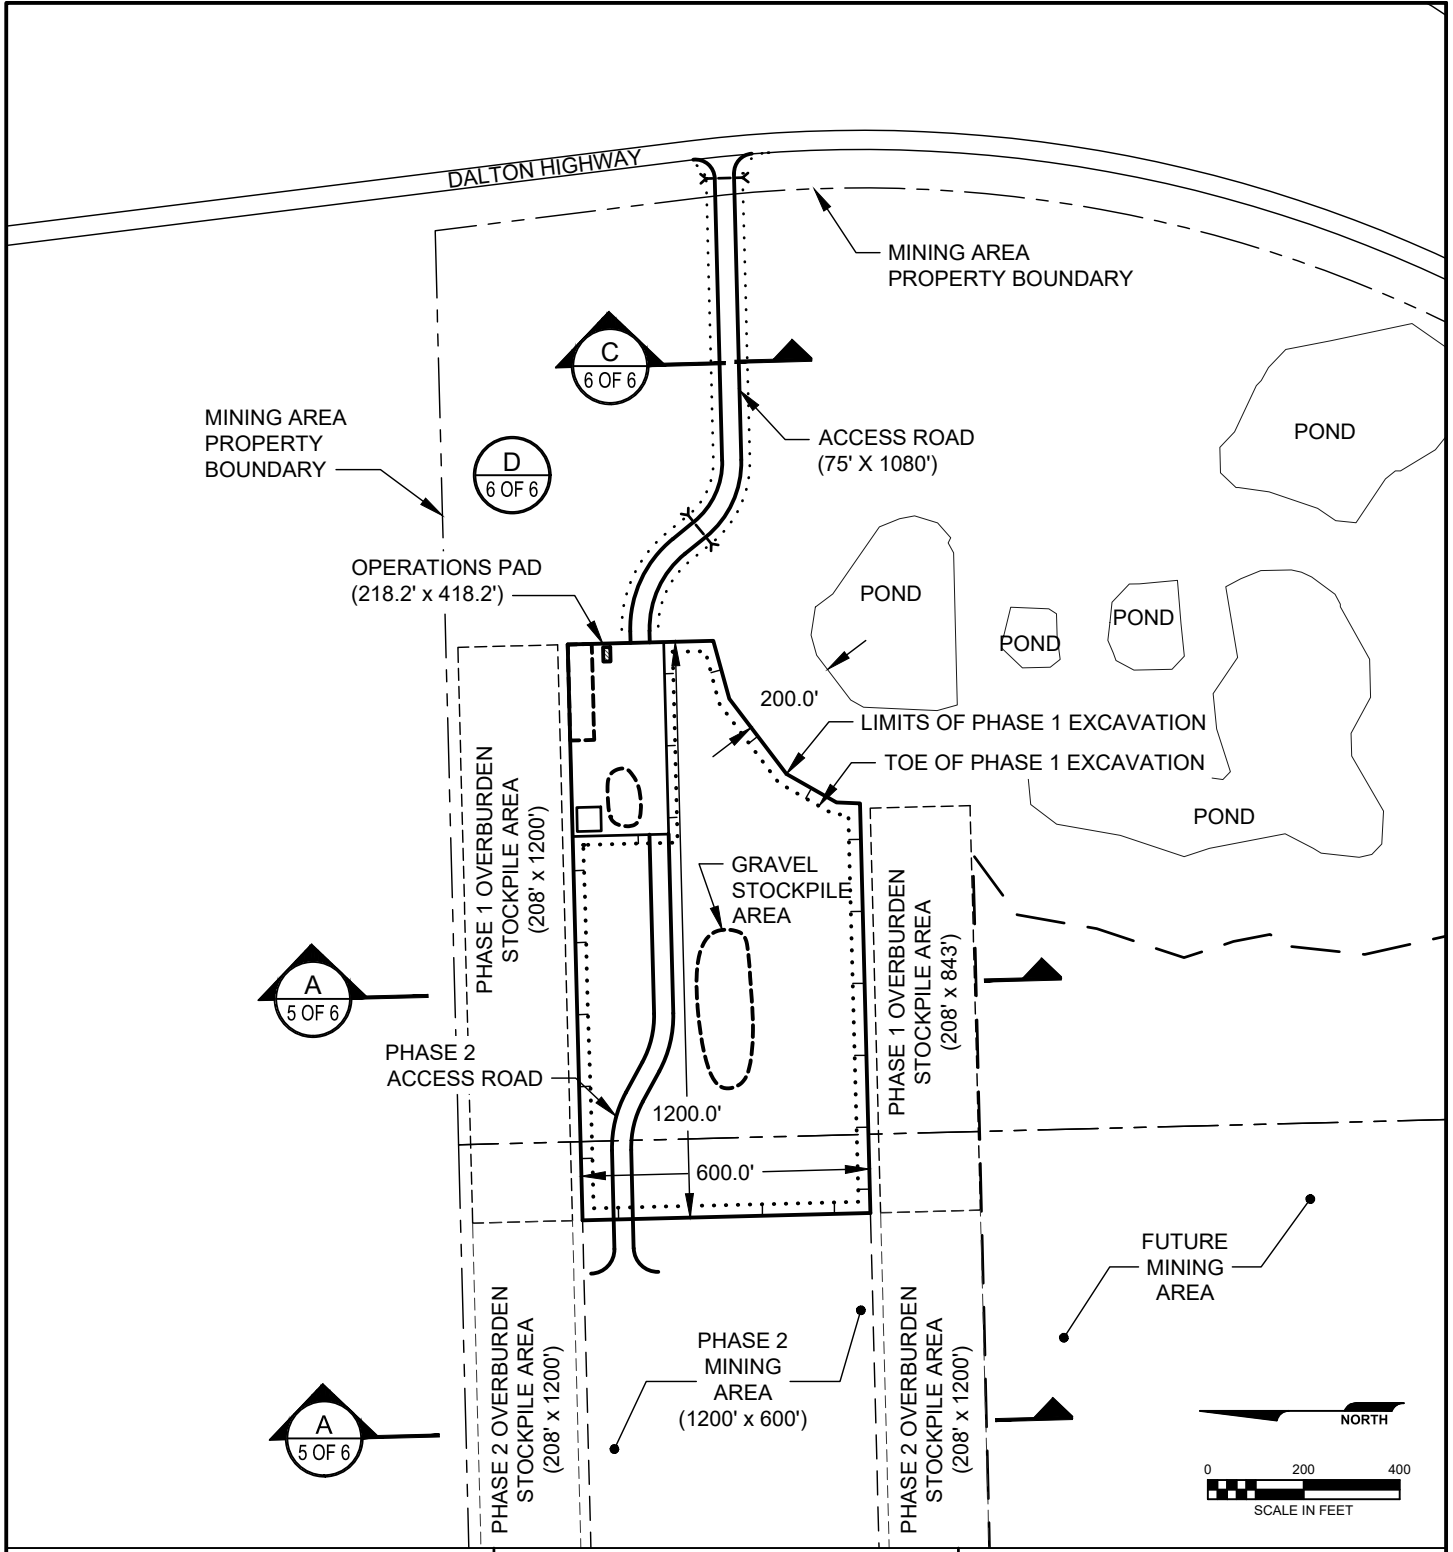 DALTON HIGHWAY
MINING AREA
PROPERTY BOUNDARY
C
6 OF 6
MINING AREA
PROPERTY
BOUNDARY
ACCESS ROAD
(75' X 1080')
POND
D
6 OF 6
OPERATIONS PAD
(218.2' x 418.2')
POND
POND
POND
200.0'
LIMITS OF PHASE 1 EXCAVATION
TOE OF PHASE 1 EXCAVATION
POND
PHASE 1 OVERBURDEN
STOCKPILE AREA
(208' x 1200')
GRAVEL
STOCKPILE
AREA
PHASE 1 OVERBURDEN
STOCKPILE AREA
(208' x 843')
A
5 OF 6
PHASE 2
ACCESS ROAD
1200.0'
600.0'
FUTURE
MINING
AREA
PHASE 2 OVERBURDEN
STOCKPILE AREA
(208' x 1200')
PHASE 2
MINING
AREA
(1200' x 600')
PHASE 2 OVERBURDEN
STOCKPILE AREA
(208' x 1200')
A
5 OF 6
NORTH
0 200 400
SCALE IN FEET